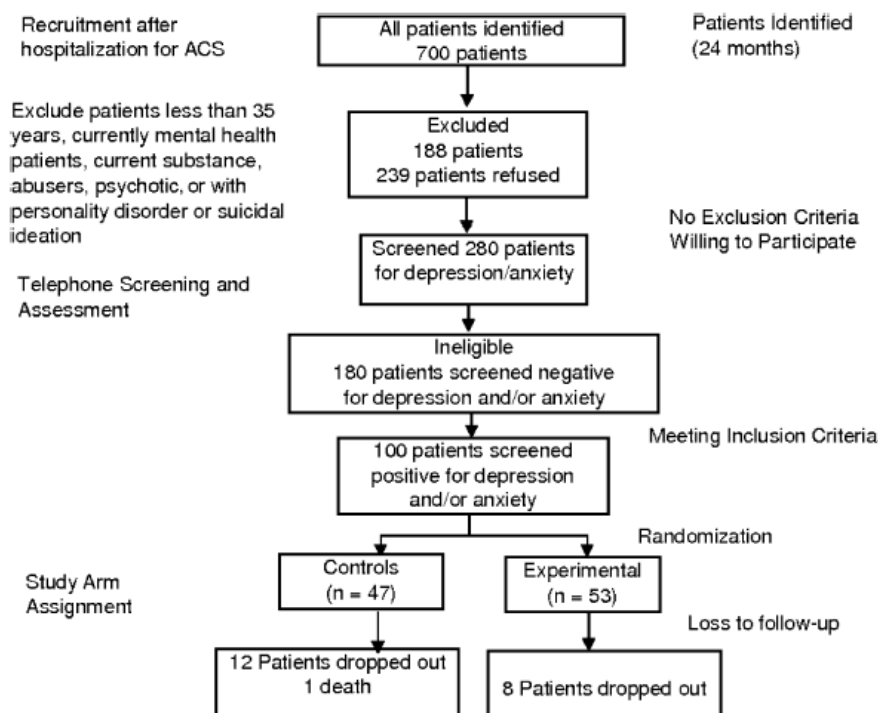 Recruitment after
hospitalization for ACS
All patients identified
700 patients
Patients Identified
(24 months)
Exclude patients less than 35
years, currently mental health
patients, current substance,
abusers, psychotic, or with
personality disorder or suicidal
ideation
Excluded
188 patients
239 patients refused
No Exclusion Criteria
Willing to Participate
Screened 280 patients
for depression/anxiety
Telephone Screening and
Assessment
Ineligible
180 patients screened negative
for depression and/or anxiety
Meeting Inclusion Criteria
100 patients screened
positive for depression
and/or anxiety
Randomization
Controls
(n = 47)
Experimental
(n = 53)
Study Arm
Assignment
Loss to follow-up
12 Patients dropped out
1 death
8 Patients dropped out